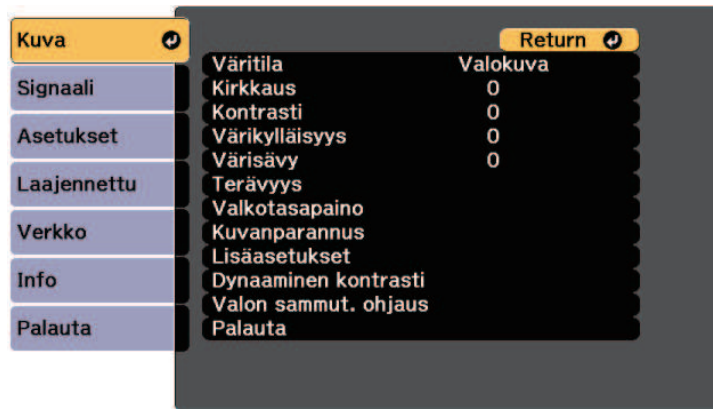 Kuva
Signaali
Asetukset
Laajennettu
Verkko
Info
Palauta
Return
Väritila Valokuva
Kirkkaus 0
Kontrasti 0
Värikylläisyys 0
Värisävy 0
Terävyys
Valkotasapaino
Kuvanparannus
Lisäasetukset
Dynaaminen kontrasti
Valon sammut. ohjaus
Palauta